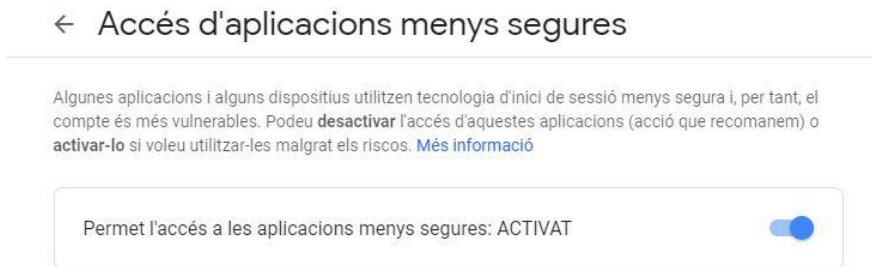 Accés d'aplicacions menys segures
Algunes aplicacions i alguns dispositius utilitzen tecnologia d'inici de sessió menys segura i, per tant, el
compte és més vulnerables. Podeu desactivar l'accés d'aquestes aplicacions (acció que recomanem) o
activar-lo si voleu utilitzar-les malgrat els riscos. Més informació
Permet l'accés a les aplicacions menys segures: ACTIVAT